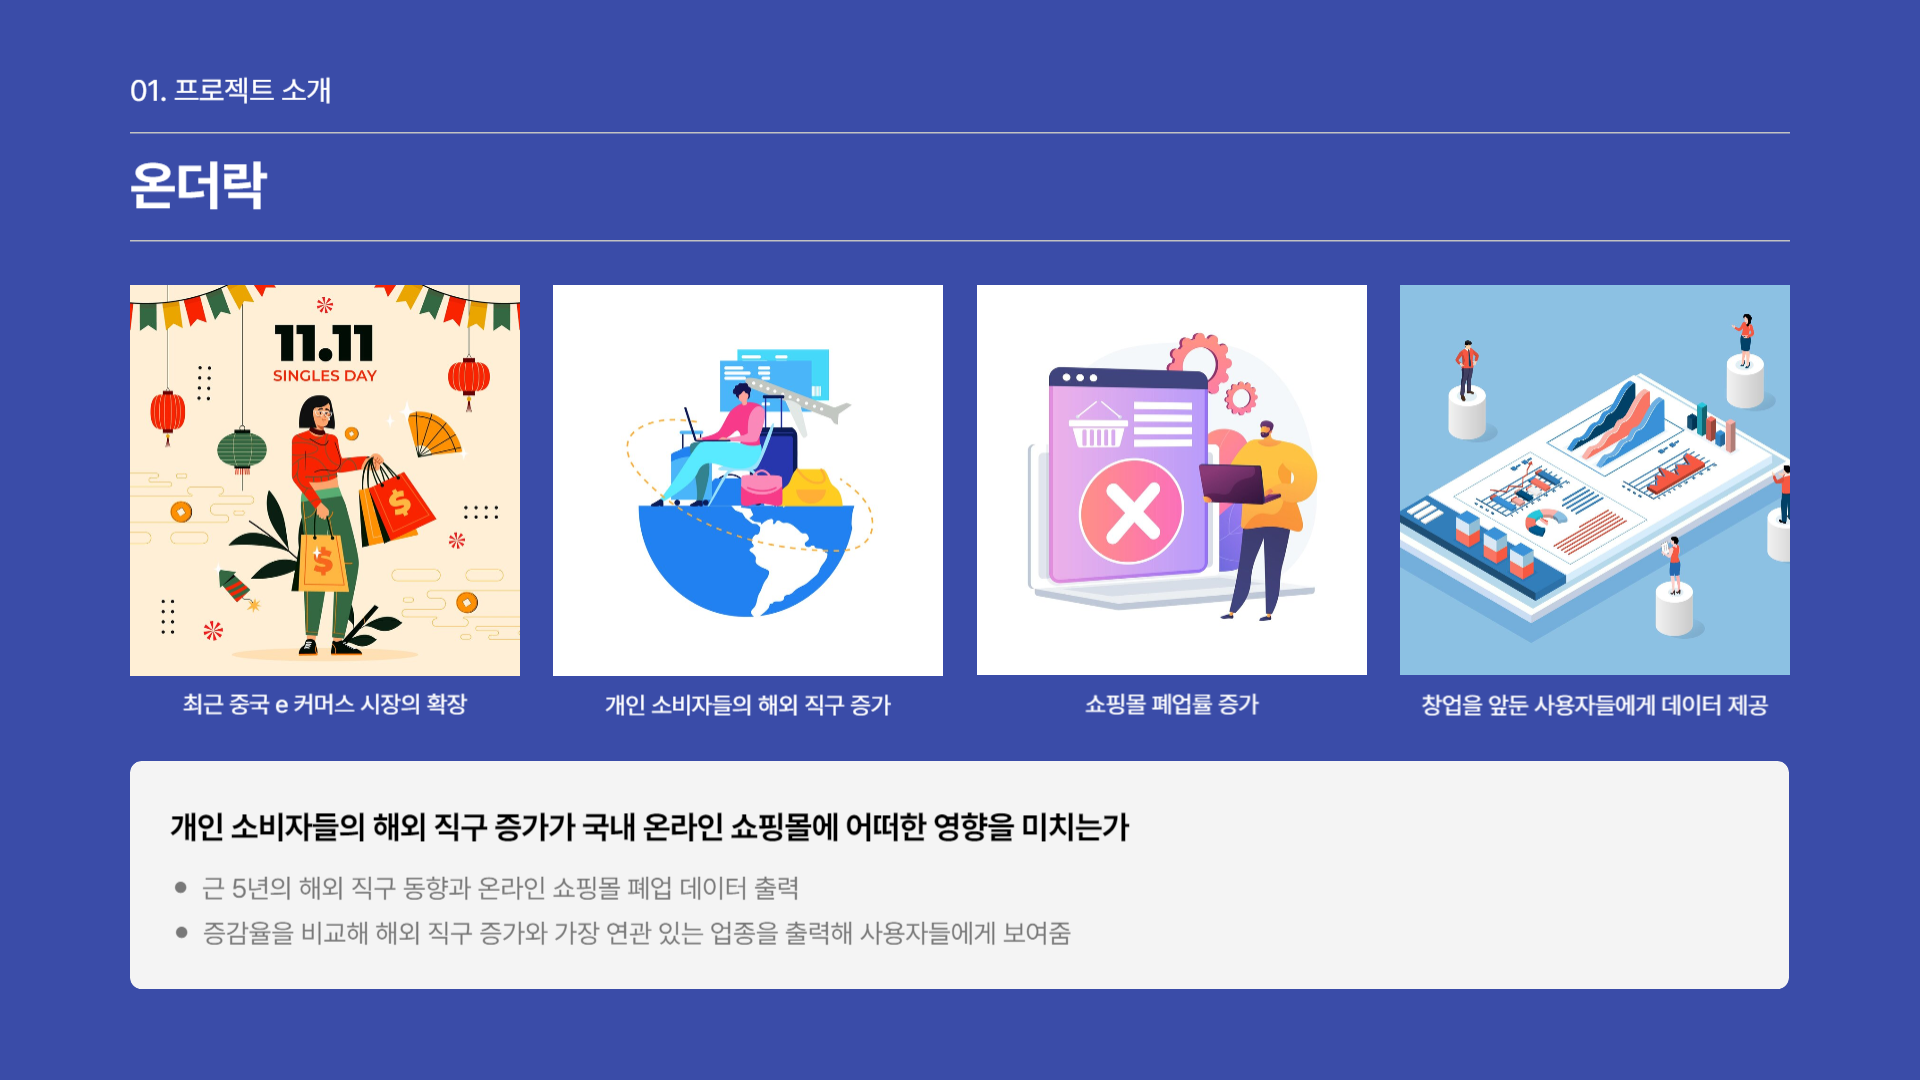 01. 프로젝트 소개
온더락
11.11
SINGLES DAY
$
$
최근 중국 e 커머스 시장의 확장
개인 소비자들의 해외 직구 증가
쇼핑몰 폐업률 증가
창업을 앞둔 사용자들에게 데이터 제공
개인 소비자들의 해외 직구 증가가 국내 온라인 쇼핑몰에 어떠한 영향을 미치는가
● 근 5년의 해외 직구 동향과 온라인 쇼핑몰 폐업 데이터 출력
● 증감율을 비교해 해외 직구 증가와 가장 연관 있는 업종을 출력해 사용자들에게 보여줌